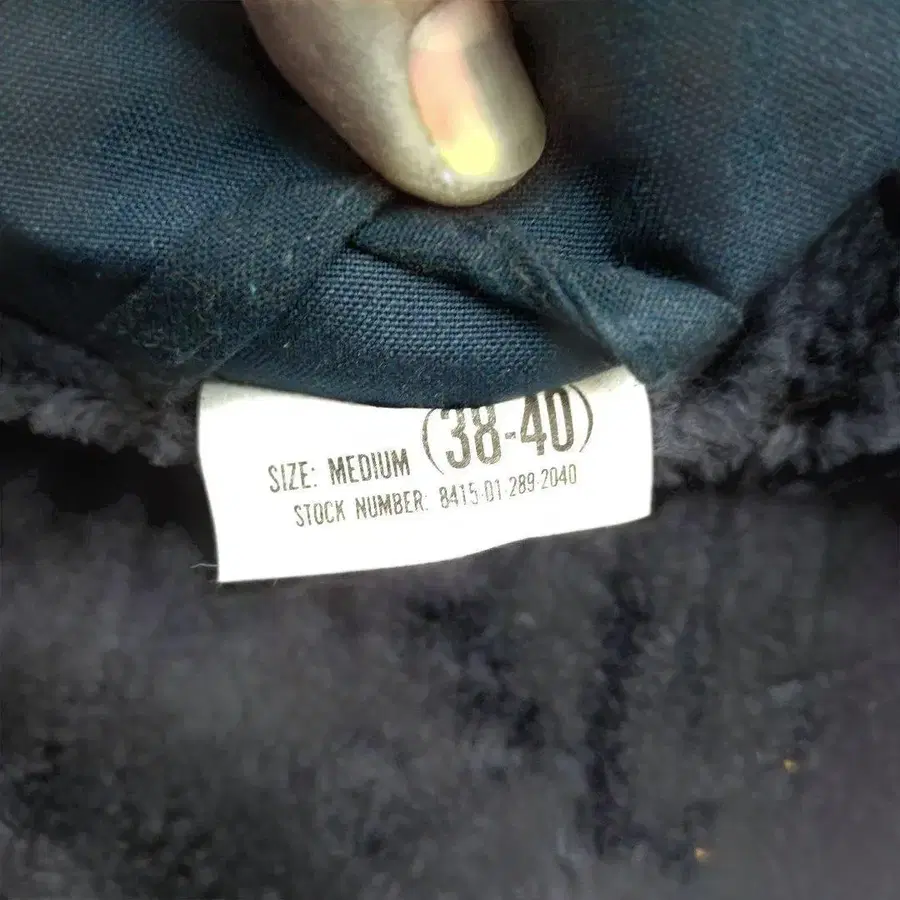 SIZE: MEDIUM (38-40)
STOCK NUMBER: 8415-01-289-2040